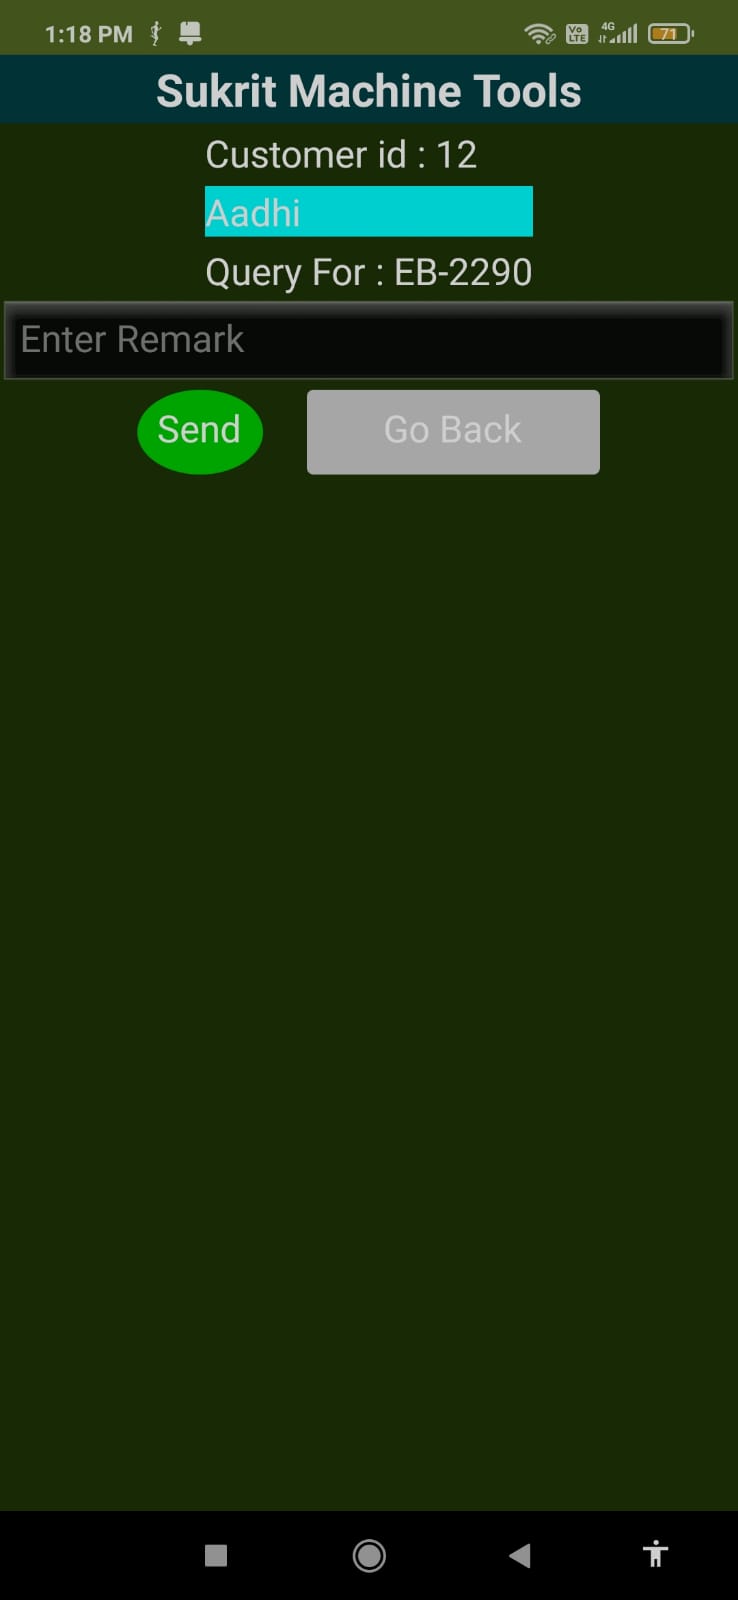 1:18 PM
Vo LTE 4G 71
Sukrit Machine Tools
Customer id : 12
Aadhi
Query For : EB-2290
Enter Remark
Send Go Back